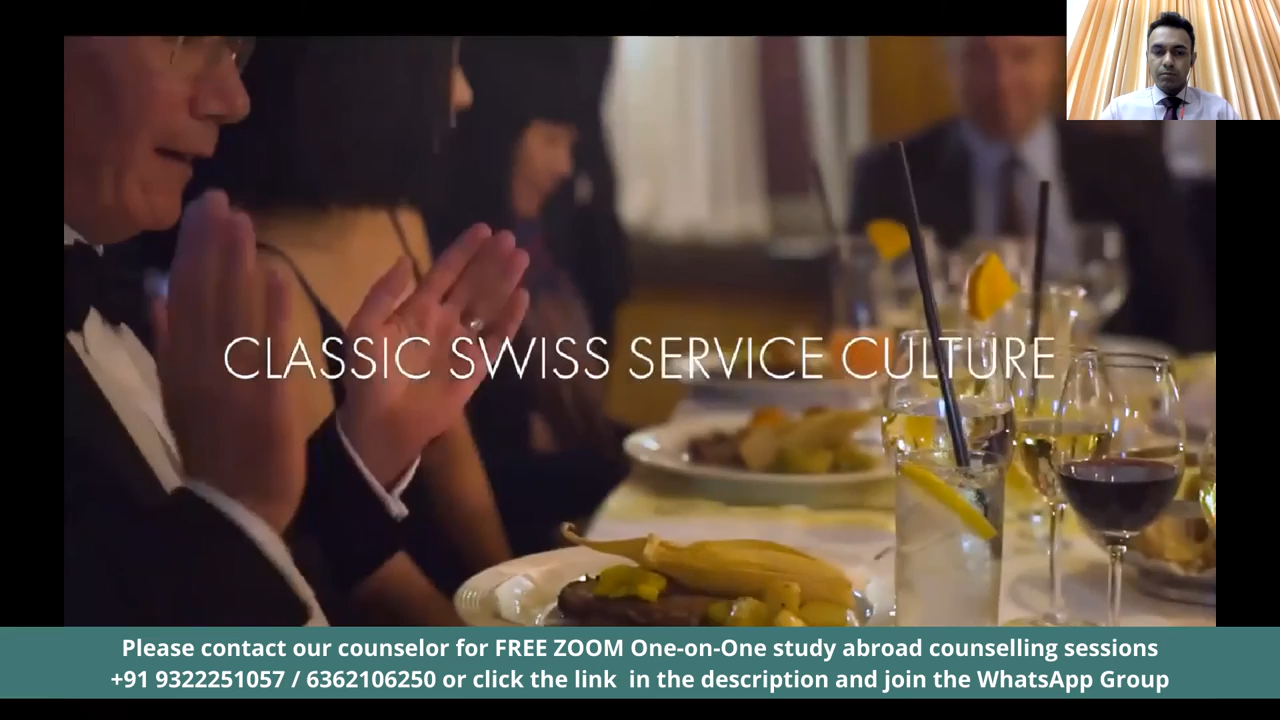 CLASSIC SWISS SERVICE CULTURE
Please contact our counselor for FREE ZOOM One-on-One study abroad counselling sessions
+91 9322251057 / 6362106250 or click the link in the description and join the WhatsApp Group